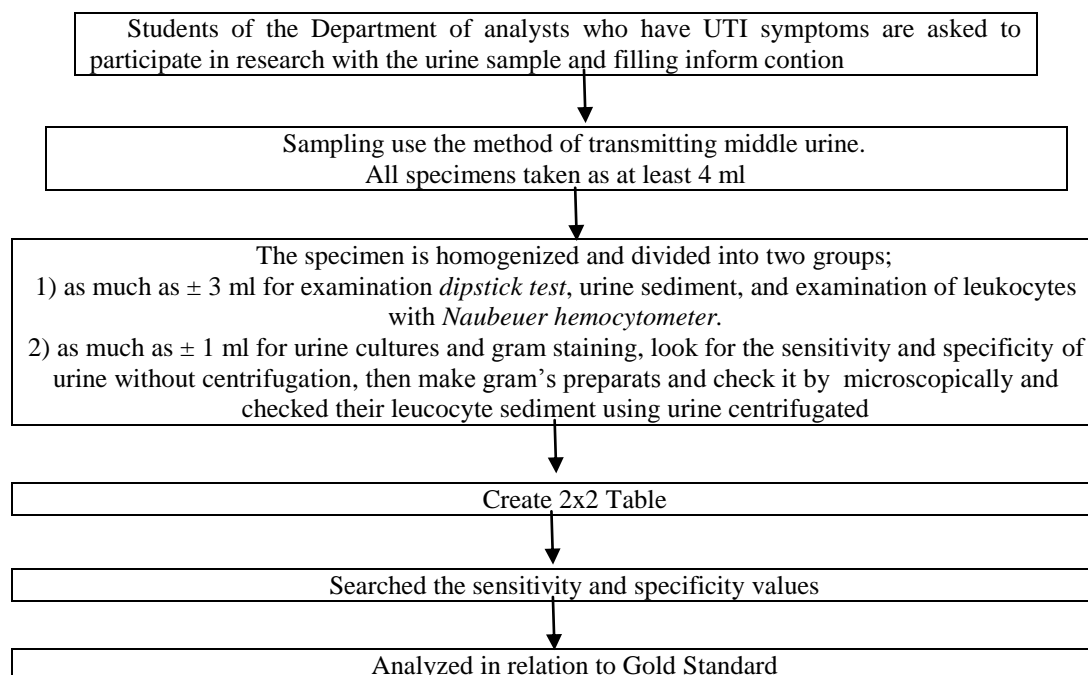 Students of the Department of analysts who have UTI symptoms are asked to
participate in research with the urine sample and filling inform contion
Sampling use the method of transmitting middle urine.
All specimens taken as at least 4 ml
The specimen is homogenized and divided into two groups;
1) as much as ± 3 ml for examination dipstick test, urine sediment, and examination of leukocytes
with Naubeuer hemocytometer.
2) as much as ± 1 ml for urine cultures and gram staining, look for the sensitivity and specificity of
urine without centrifugation, then make gram's preparats and check it by microscopically and
checked their leucocyte sediment using urine centrifugated
Create 2x2 Table
Searched the sensitivity and specificity values
Analyzed in relation to Gold Standard